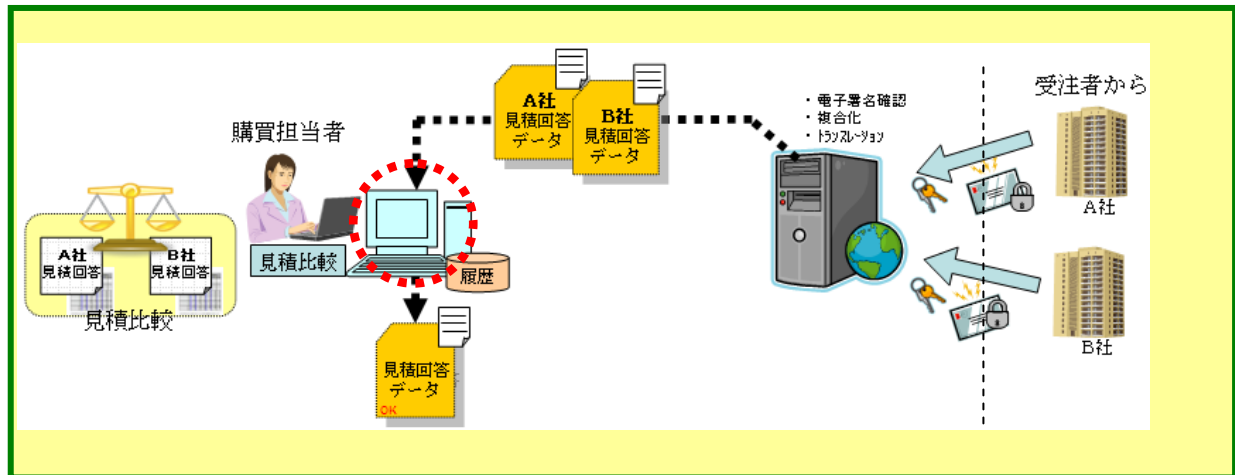 受注者から
・電子署名確認
・複合化
・ﾄﾗﾝｽﾚｰｼｮﾝ
A社
見積回答
データ
B社
見積回答
データ
購買担当者
A社
B社
見積比較
履歴
A社
見積回答
B社
見積回答
見積比較
見積回答
データ
OK